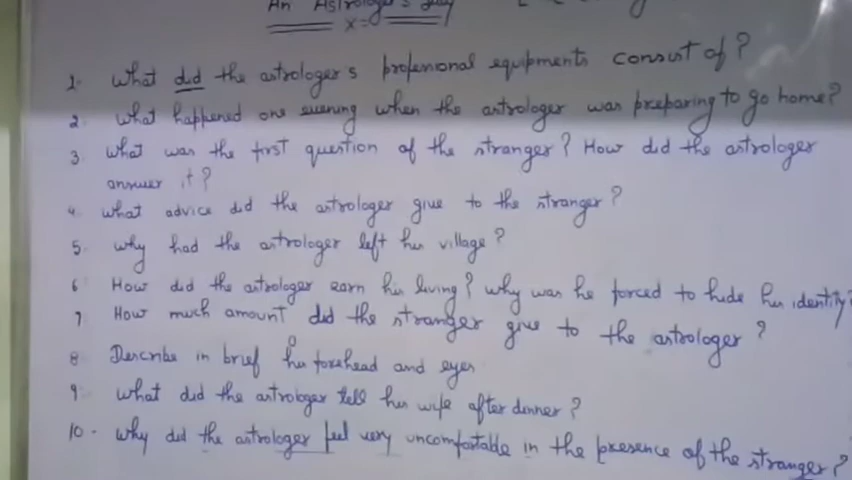 An Astrologer's Day
1. What did the astrologer's professional equipments consist of?
2. What happened one evening when the astrologer was preparing to go home?
3. What was the first question of the stranger? How did the astrologer
answer it?
4. What advice did the astrologer give to the stranger?
5. Why had the astrologer left his village?
6. How did the astrologer earn his living? Why was he forced to hide his identity?
7. How much amount did the stranger give to the astrologer?
8. Describe in brief his forehead and eyes
9. What did the astrologer tell his wife after dinner?
10. Why did the astrologer feel very uncomfortable in the presence of the stranger?